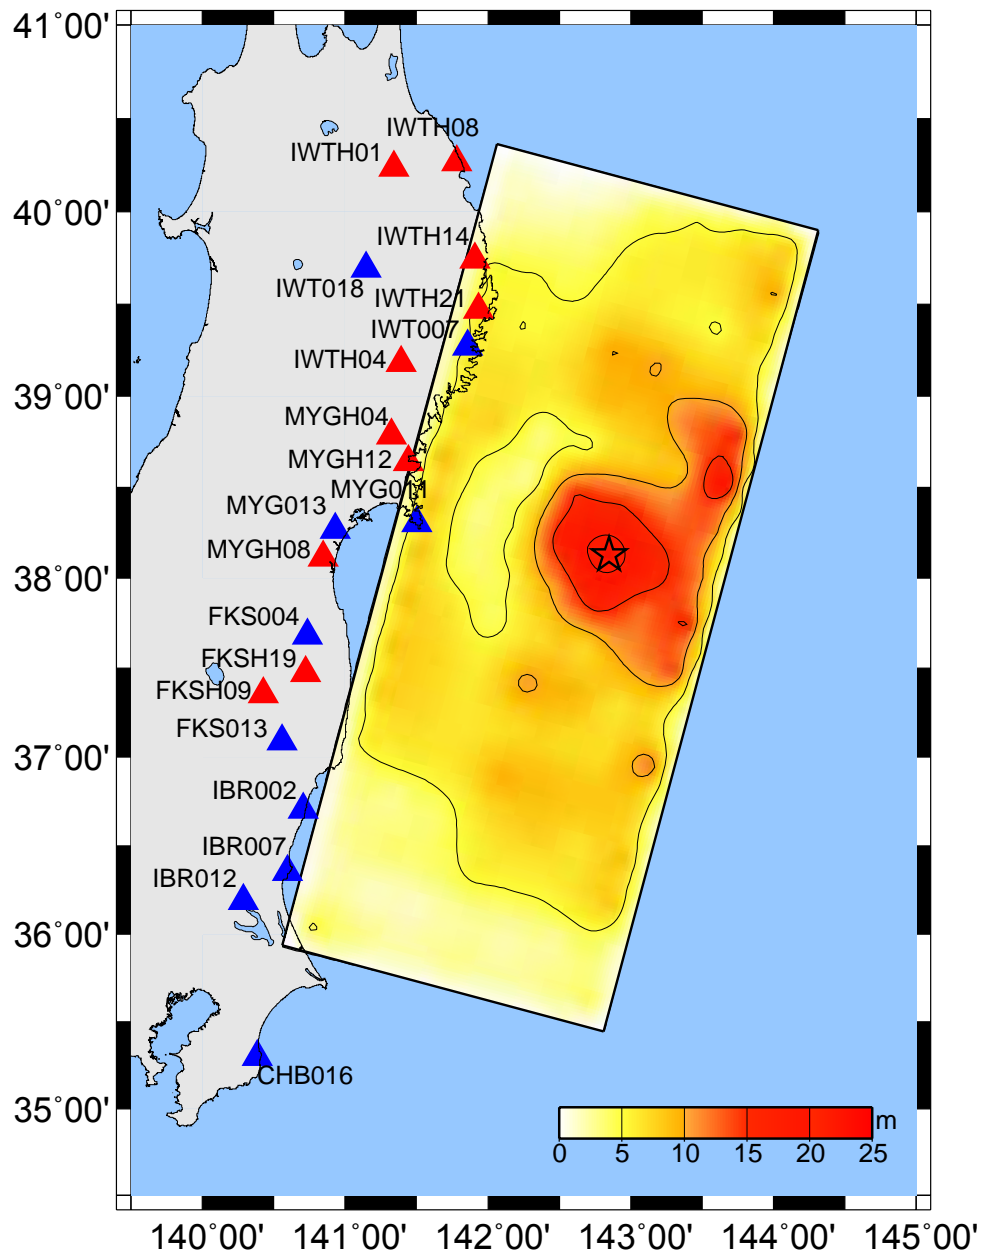 41°00'
IWTH08
IWTH01
40°00'
IWTH14
IWT018
IWTH21
IWT007
IWTH04
39°00'
MYGH04
MYGH12
MYG011
MYG013
MYGH08
38°00'
FKS004
FKSH19
FKSH09
FKS013
37°00'
IBR002
IBR007
IBR012
36°00'
CHB016
35°00'
m
0 5 10 15 20 25
140°00' 141°00' 142°00' 143°00' 144°00' 145°00'